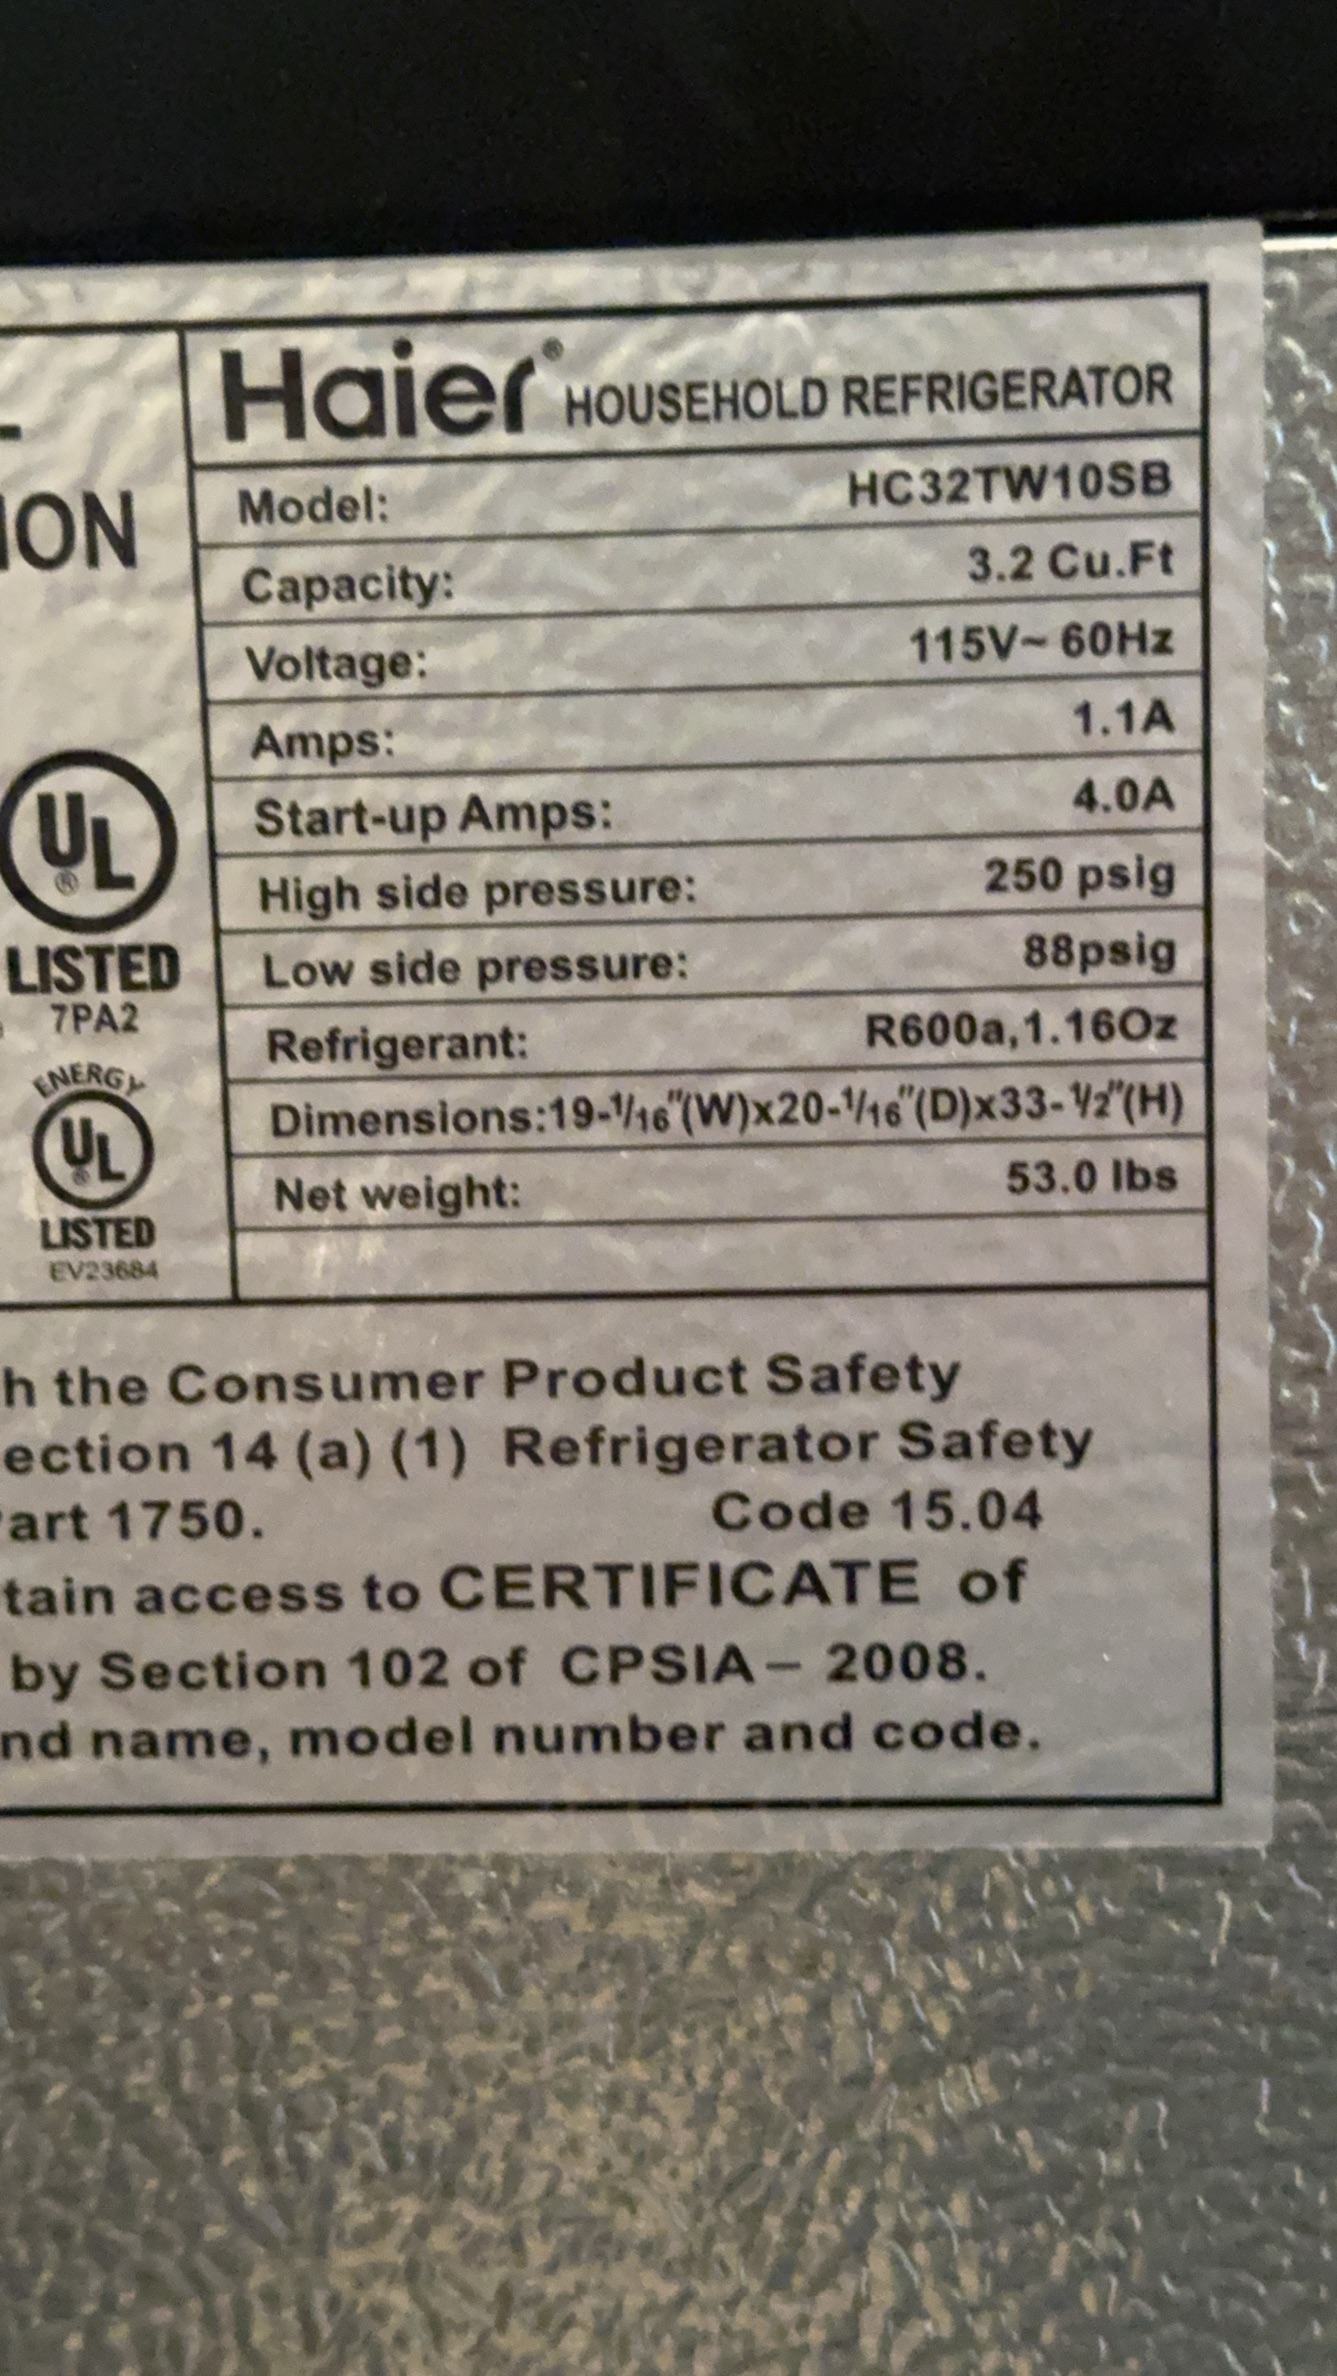 Haier® HOUSEHOLD REFRIGERATOR
ION
Model: HC32TW10SB
Capacity: 3.2 Cu.Ft
Voltage: 115V~ 60Hz
Amps: 1.1A
Start-up Amps: 4.0A
High side pressure: 250 psig
Low side pressure: 88psig
Refrigerant: R600a,1.16Oz
Dimensions:19-1/16"(W)x20-1/16"(D)x33-1/2"(H)
Net weight: 53.0 lbs
UL
®
LISTED
7PA2
ENERGY
UL
®
LISTED
EV23684
h the Consumer Product Safety
ection 14 (a) (1) Refrigerator Safety
art 1750. Code 15.04
tain access to CERTIFICATE of
by Section 102 of CPSIA – 2008.
nd name, model number and code.